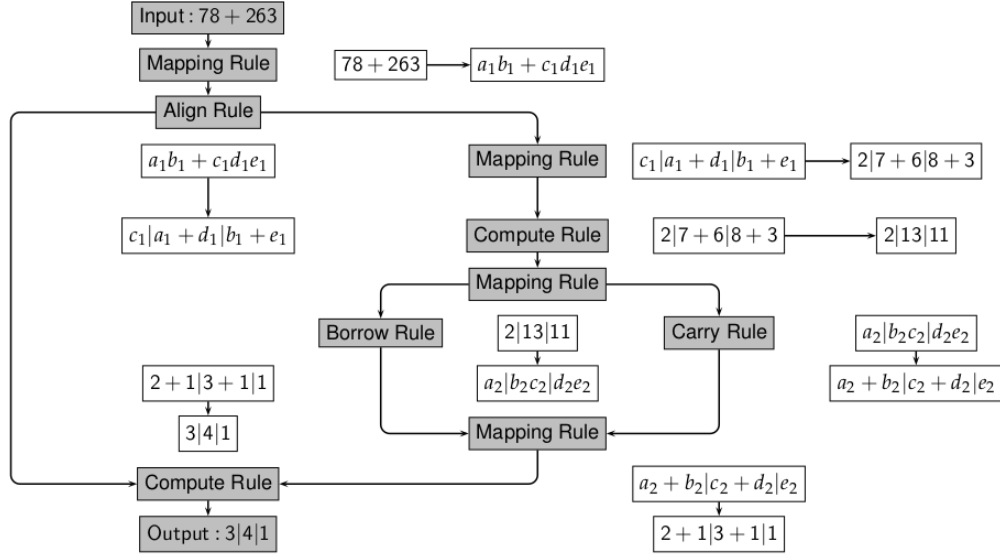 Input : 78 + 263
Mapping Rule
78 + 263
a₁b₁ + c₁d₁e₁
Align Rule
a₁b₁ + c₁d₁e₁
Mapping Rule
c₁|a₁ + d₁|b₁ + e₁
2|7 + 6|8 + 3
c₁|a₁ + d₁|b₁ + e₁
Compute Rule
2|7 + 6|8 + 3
2|13|11
Mapping Rule
Borrow Rule
2|13|11
Carry Rule
a₂|b₂c₂|d₂e₂
2 + 1|3 + 1|1
a₂|b₂c₂|d₂e₂
a₂ + b₂|c₂ + d₂|e₂
3|4|1
Mapping Rule
Compute Rule
a₂ + b₂|c₂ + d₂|e₂
Output : 3|4|1
2 + 1|3 + 1|1